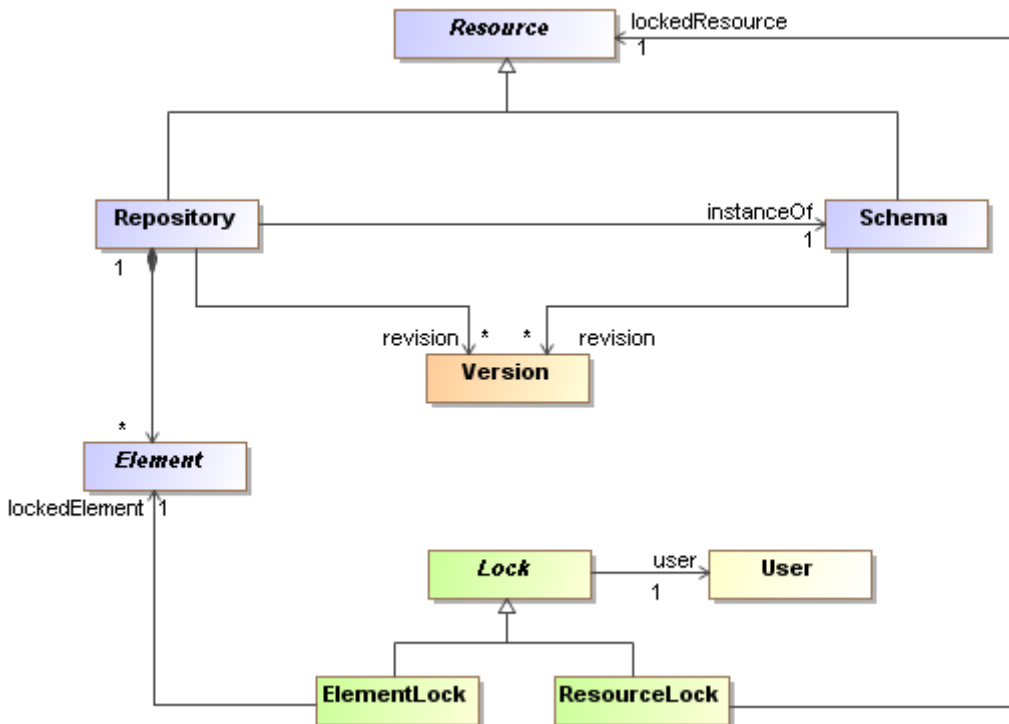 Resource
lockedResource
1
Repository
instanceOf
1
Schema
1
revision
*
*
revision
Version
*
Element
lockedElement
1
Lock
user
1
User
ElementLock
ResourceLock